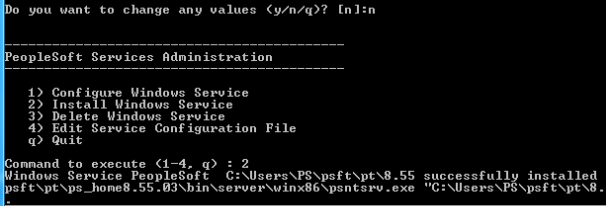 Do you want to change any values (y/n/q)? [n]:n
-------------------------------------------
PeopleSoft Services Administration
-------------------------------------------
1) Configure Windows Service
2) Install Windows Service
3) Delete Windows Service
4) Edit Service Configuration File
q) Quit
Command to execute (1-4, q) : 2
Windows Service PeopleSoft C:\Users\PS\psft\pt\8.55 successfully installed
psft\pt\ps_home8.55.03\bin\server\winx86\psntsrv.exe "C:\Users\PS\psft\pt\8.
.